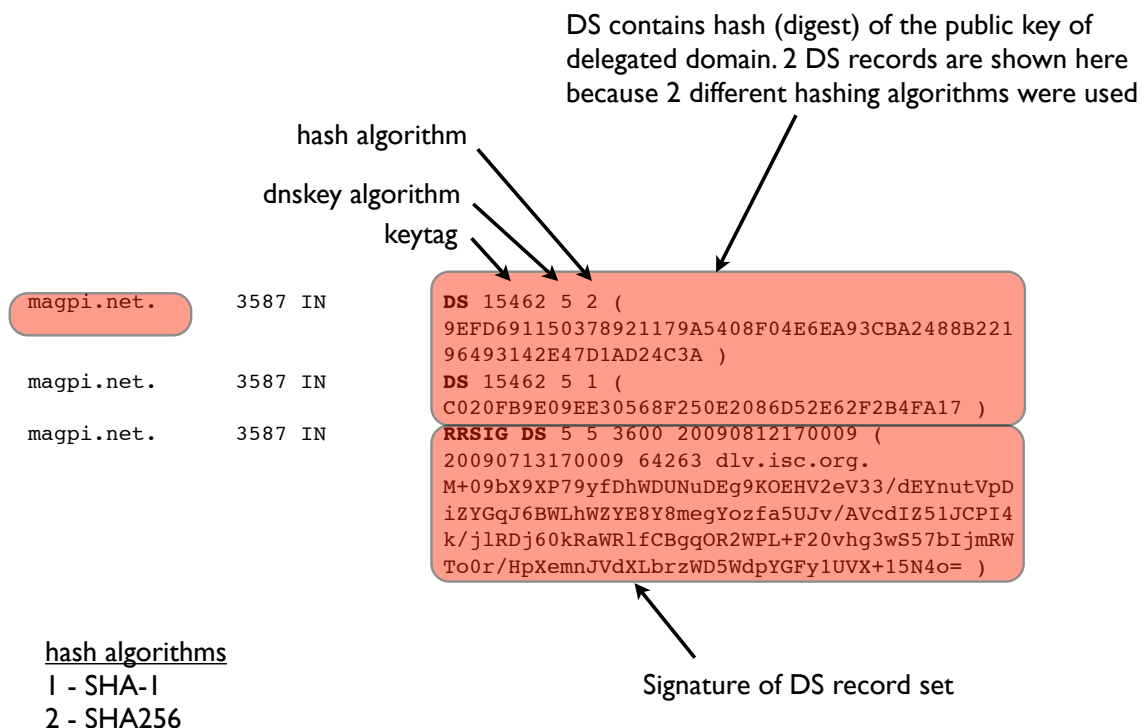 DS contains hash (digest) of the public key of
delegated domain. 2 DS records are shown here
because 2 different hashing algorithms were used
hash algorithm
dnskey algorithm
keytag
magpi.net. 3587 IN DS 15462 5 2 (
9EFD691150378921179A5408F04E6EA93CBA2488B221
96493142E47D1AD24C3A )
magpi.net. 3587 IN DS 15462 5 1 (
C020FB9E09EE30568F250E2086D52E62F2B4FA17 )
magpi.net. 3587 IN RRSIG DS 5 5 3600 20090812170009 (
20090713170009 64263 dlv.isc.org.
M+09bX9XP79yfDhWDUNuDEg9KOEHV2eV33/dEYnutVpD
iZYGqJ6BWLhWZYE8Y8megYozfa5UJv/AVcdIZ51JCPI4
k/jlRDj60kRaWRlfCBgqOR2WPL+F20vhg3wS57bIjmRW
To0r/HpXemnJVdXLbrzWD5WdpYGFy1UVX+15N4o= )
hash algorithms
1 - SHA-1
2 - SHA256
Signature of DS record set